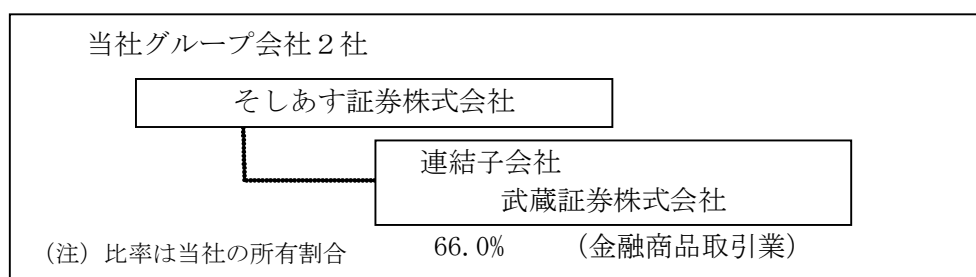 当社グループ会社２社
そしあす証券株式会社
連結子会社
武蔵証券株式会社
（注）比率は当社の所有割合　66.0%　（金融商品取引業）